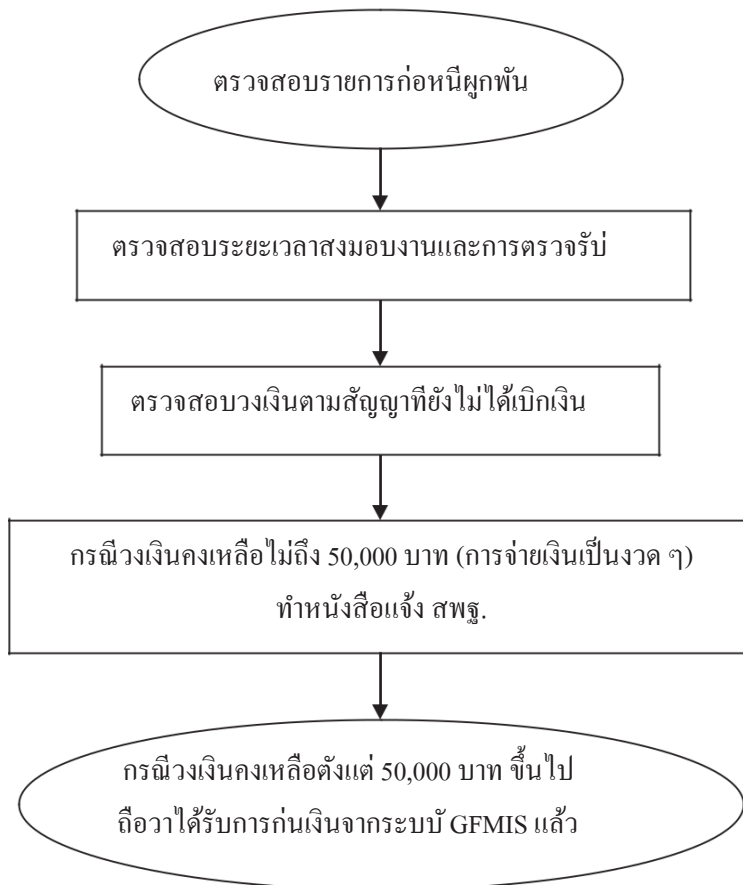 ตรวจสอบรายการก่อหนีผูกพัน
ตรวจสอบระยะเวลาสงมอบงานและการตรวจรับ่
ตรวจสอบวงเงินตามสัญญาทียังไม่ได้เบิกเงิน
กรณีวงเงินคงเหลือไม่ถึง 50,000 บาท (การจ่ายเงินเป็นงวด ๆ)
ทำหนังสือแจ้ง สพฐ.
กรณีวงเงินคงเหลือตังแต่ 50,000 บาท ขึ้นไป
ถือวาได้รับการก่นเงินจากระบบั GFMIS แล้ว